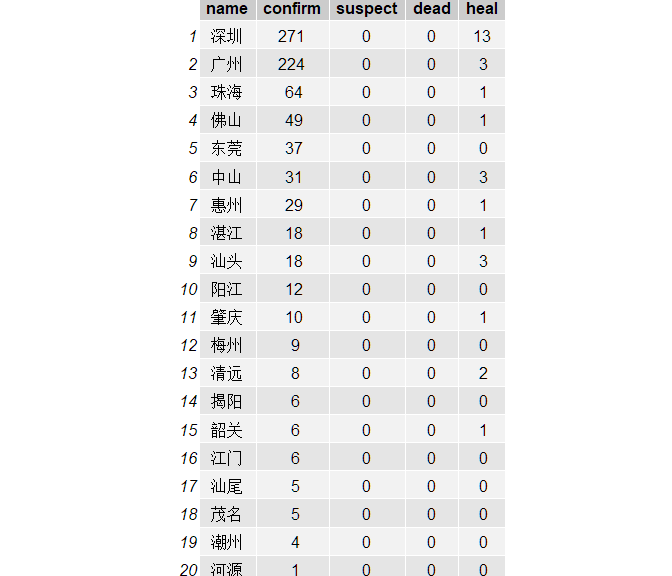 name confirm suspect dead heal
1 深圳 271 0 0 13
2 广州 224 0 0 3
3 珠海 64 0 0 1
4 佛山 49 0 0 1
5 东莞 37 0 0 0
6 中山 31 0 0 3
7 惠州 29 0 0 1
8 湛江 18 0 0 1
9 汕头 18 0 0 3
10 阳江 12 0 0 0
11 肇庆 10 0 0 1
12 梅州 9 0 0 0
13 清远 8 0 0 2
14 揭阳 6 0 0 0
15 韶关 6 0 0 1
16 江门 6 0 0 0
17 汕尾 5 0 0 0
18 茂名 5 0 0 0
19 潮州 4 0 0 0
20 河源 1 0 0 0